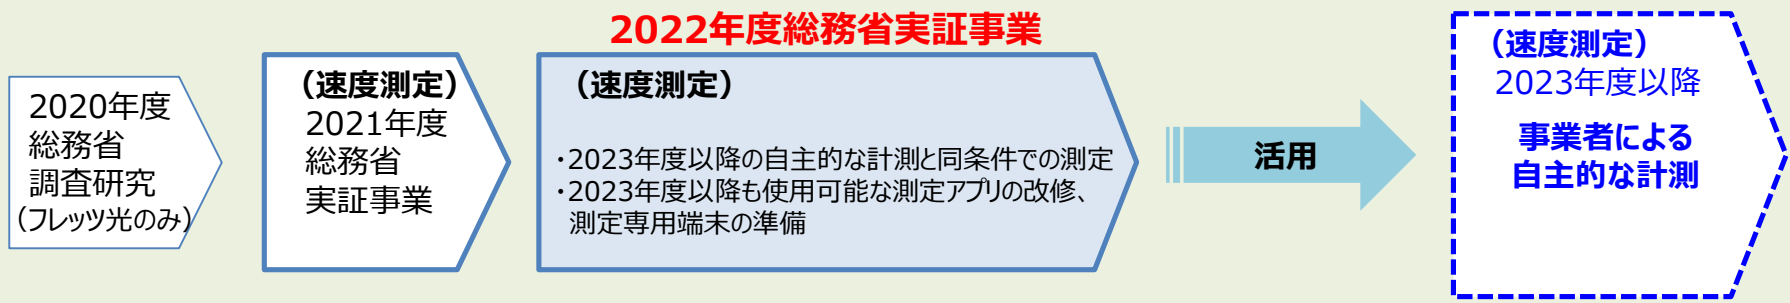 2022年度総務省実証事業
2020年度
総務省
調査研究
（フレッツ光のみ）
（速度測定）
2021年度
総務省
実証事業
（速度測定）
・2023年度以降の自主的な計測と同条件での測定
・2023年度以降も使用可能な測定アプリの改修、
測定専用端末の準備
活用
（速度測定）
2023年度以降
事業者による
自主的な計測